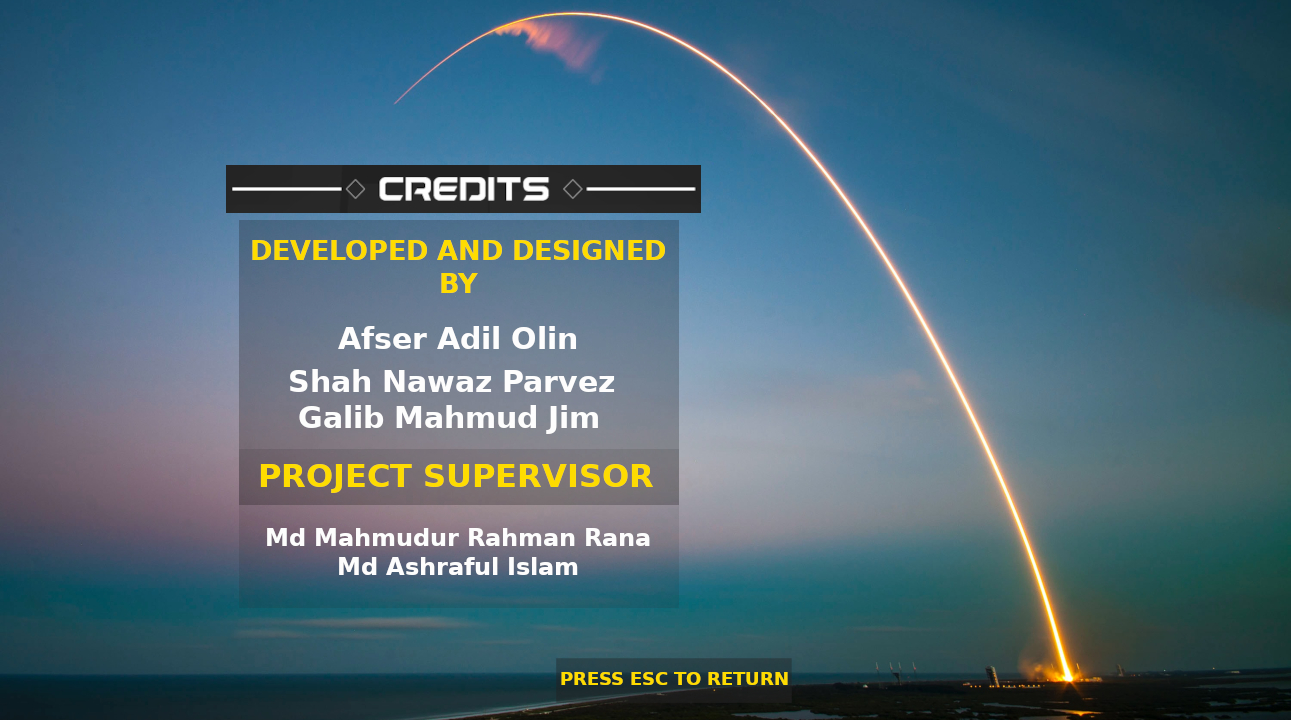 CREDITS
DEVELOPED AND DESIGNED
BY
Afser Adil Olin
Shah Nawaz Parvez
Galib Mahmud Jim
PROJECT SUPERVISOR
Md Mahmudur Rahman Rana
Md Ashraful Islam
PRESS ESC TO RETURN